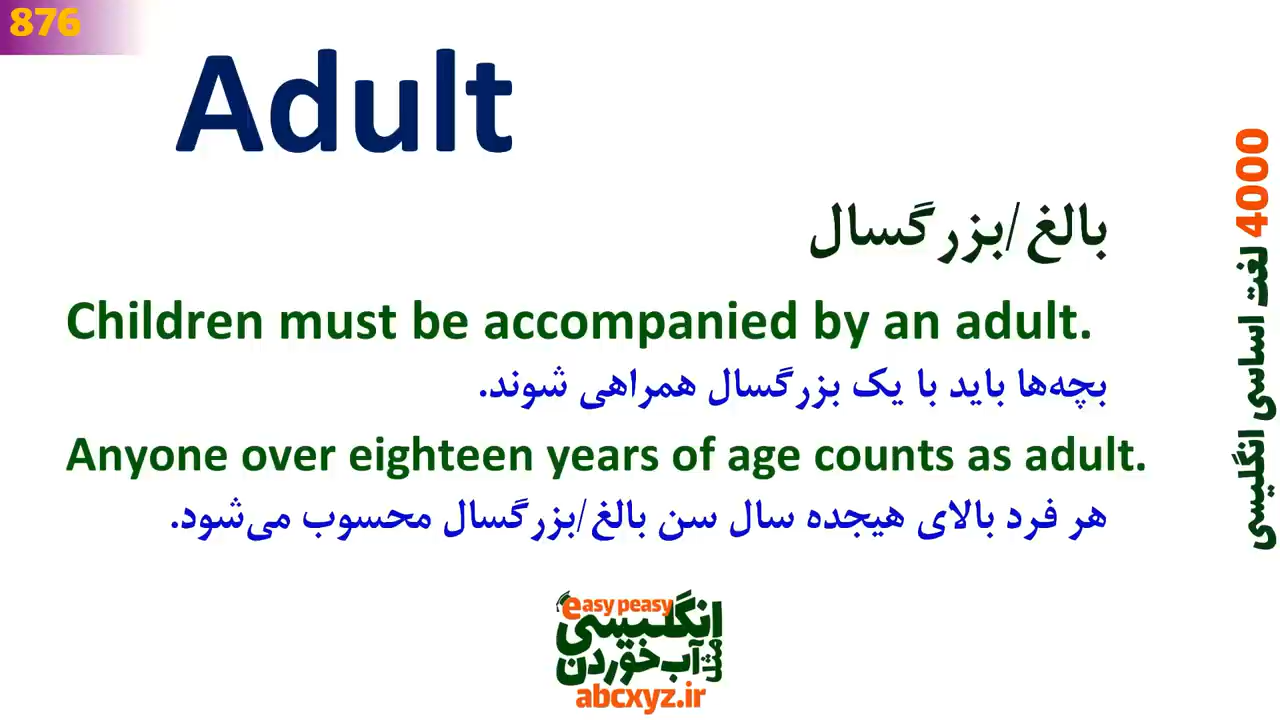 876
Adult
بالغ/بزرگسال
Children must be accompanied by an adult.
بچه‌ها باید با یک بزرگسال همراهی شوند.
Anyone over eighteen years of age counts as adult.
هر فرد بالای هیجده سال سن بالغ/بزرگسال محسوب می‌شود.
4000 لغت اساسی انگلیسی
easy peasy
انگلیسی
مثل آب خوردن
abcxyz.ir